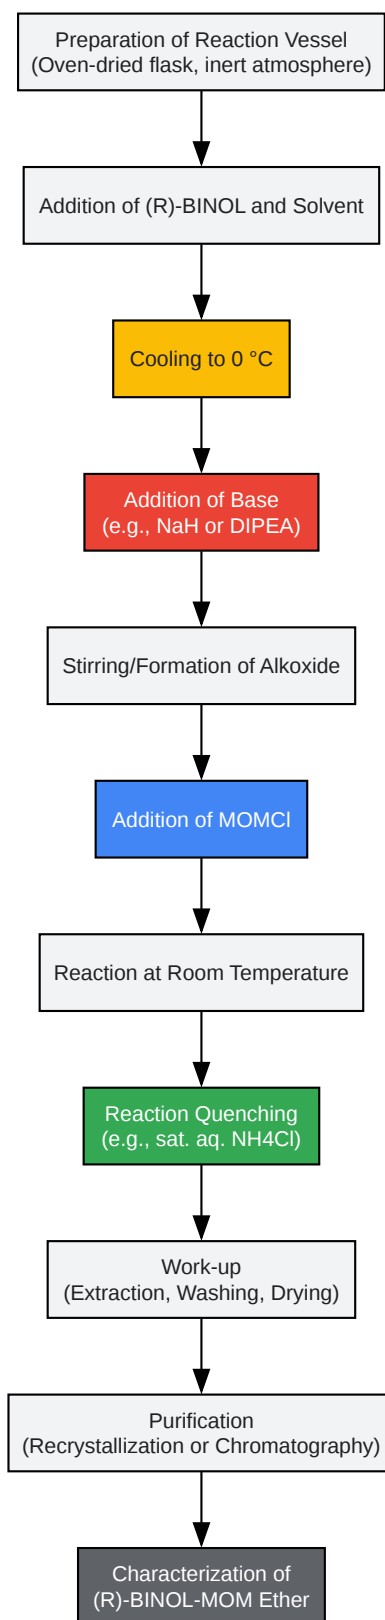 Preparation of Reaction Vessel
(Oven-dried flask, inert atmosphere)
Addition of (R)-BINOL and Solvent
Cooling to 0 °C
Addition of Base
(e.g., NaH or DIPEA)
Stirring/Formation of Alkoxide
Addition of MOMCl
Reaction at Room Temperature
Reaction Quenching
(e.g., sat. aq. NH4Cl)
Work-up
(Extraction, Washing, Drying)
Purification
(Recrystallization or Chromatography)
Characterization of
(R)-BINOL-MOM Ether